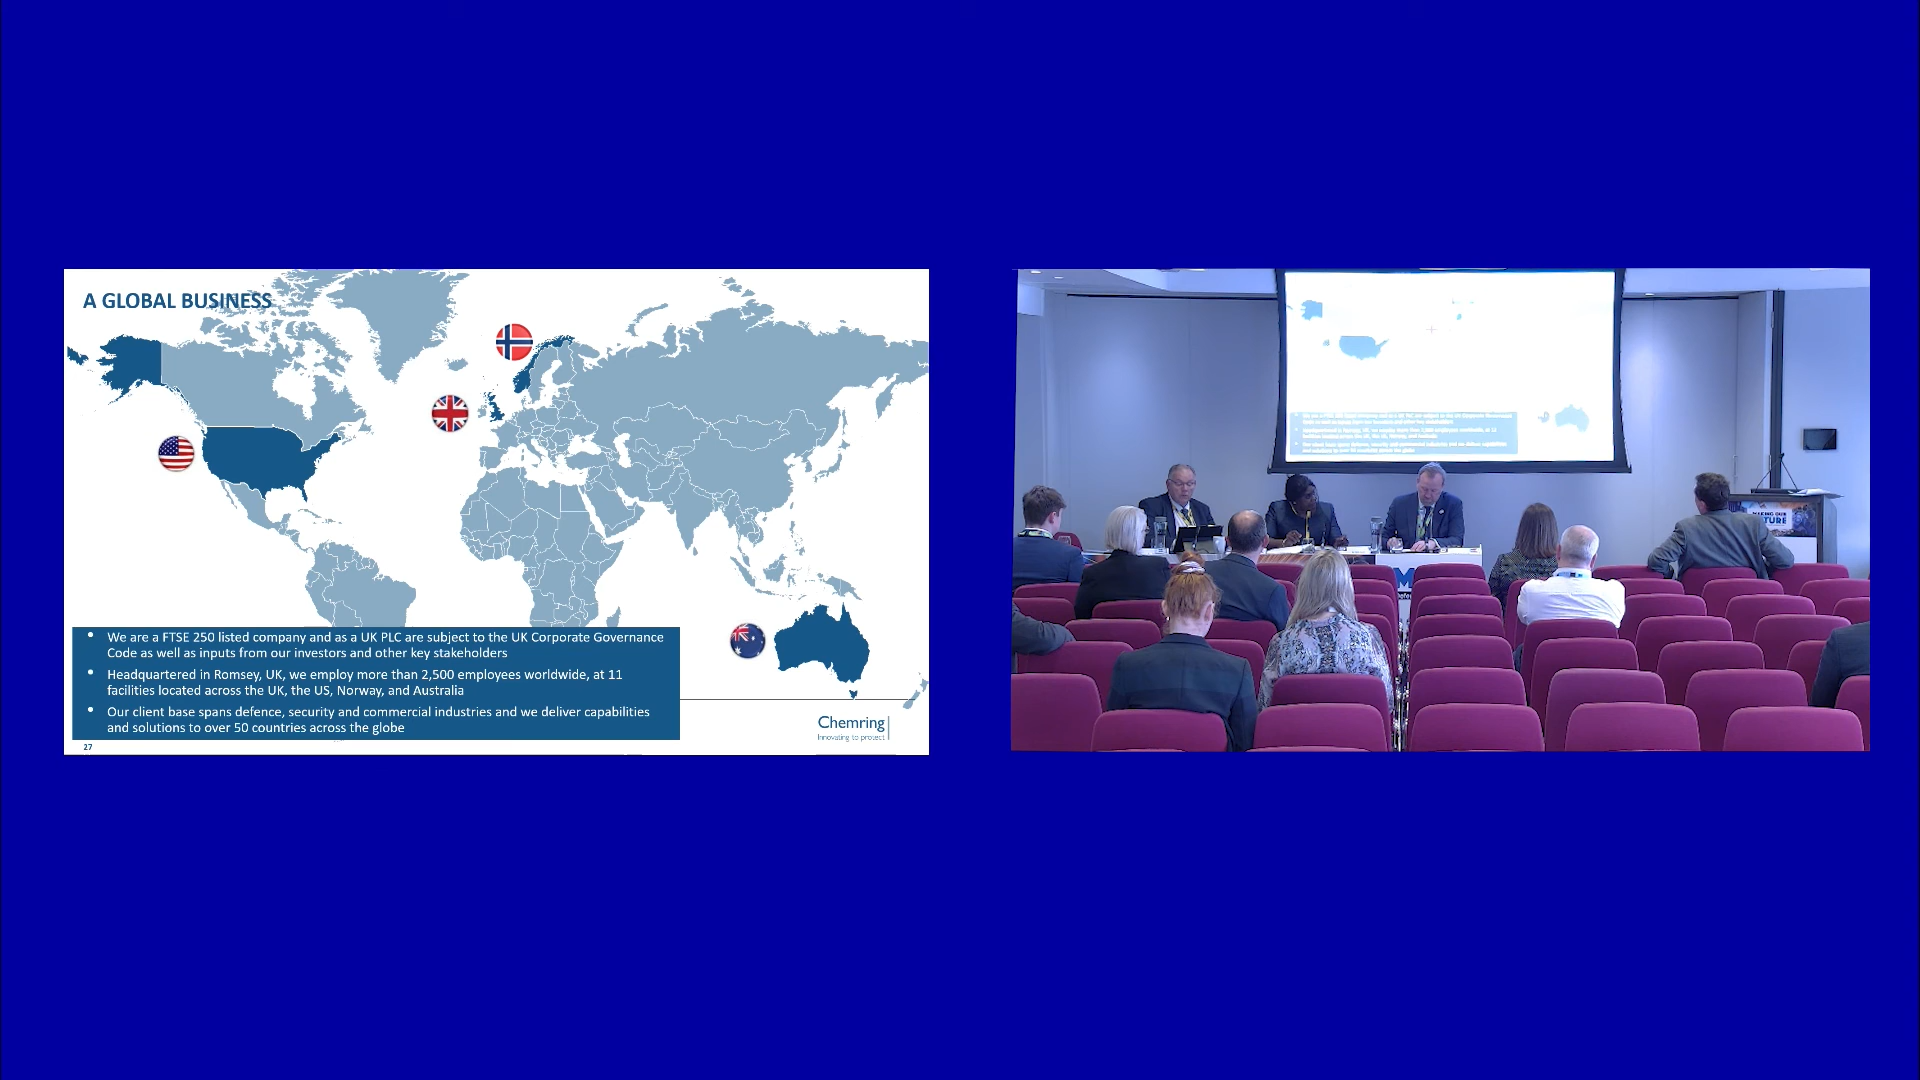 A GLOBAL BUSINESS
• We are a FTSE 250 listed company and as a UK PLC are subject to the UK Corporate Governance
Code as well as inputs from our investors and other key stakeholders
• Headquartered in Romsey, UK, we employ more than 2,500 employees worldwide, at 11
facilities located across the UK, the US, Norway, and Australia
• Our client base spans defence, security and commercial industries and we deliver capabilities
and solutions to over 50 countries across the globe
27
Chemring
Innovating to protect
MAKING OUR